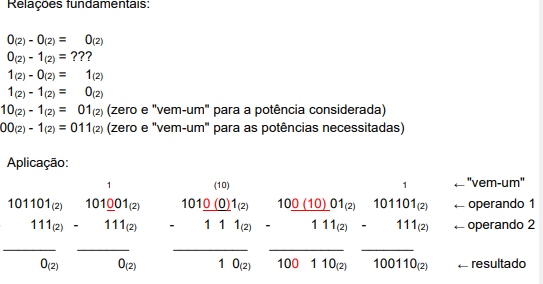 Relações fundamentais:
0(2) - 0(2) = 0(2)
0(2) - 1(2) = ???
1(2) - 0(2) = 1(2)
1(2) - 1(2) = 0(2)
10(2) - 1(2) = 01(2) (zero e "vem-um" para a potência considerada)
00(2) - 1(2) = 011(2) (zero e "vem-um" para as potências necessitadas)
Aplicação:
1 (10) 1 ←"vem-um"
101101(2) 101001(2) 1010 (0)1(2) 100 (10) 01(2) 101101(2) ← operando 1
111(2) - 111(2) - 1 1 1(2) - 1 11(2) - 111(2) ← operando 2
0(2) 0(2) 1 0(2) 100 1 10(2) 100110(2) ← resultado